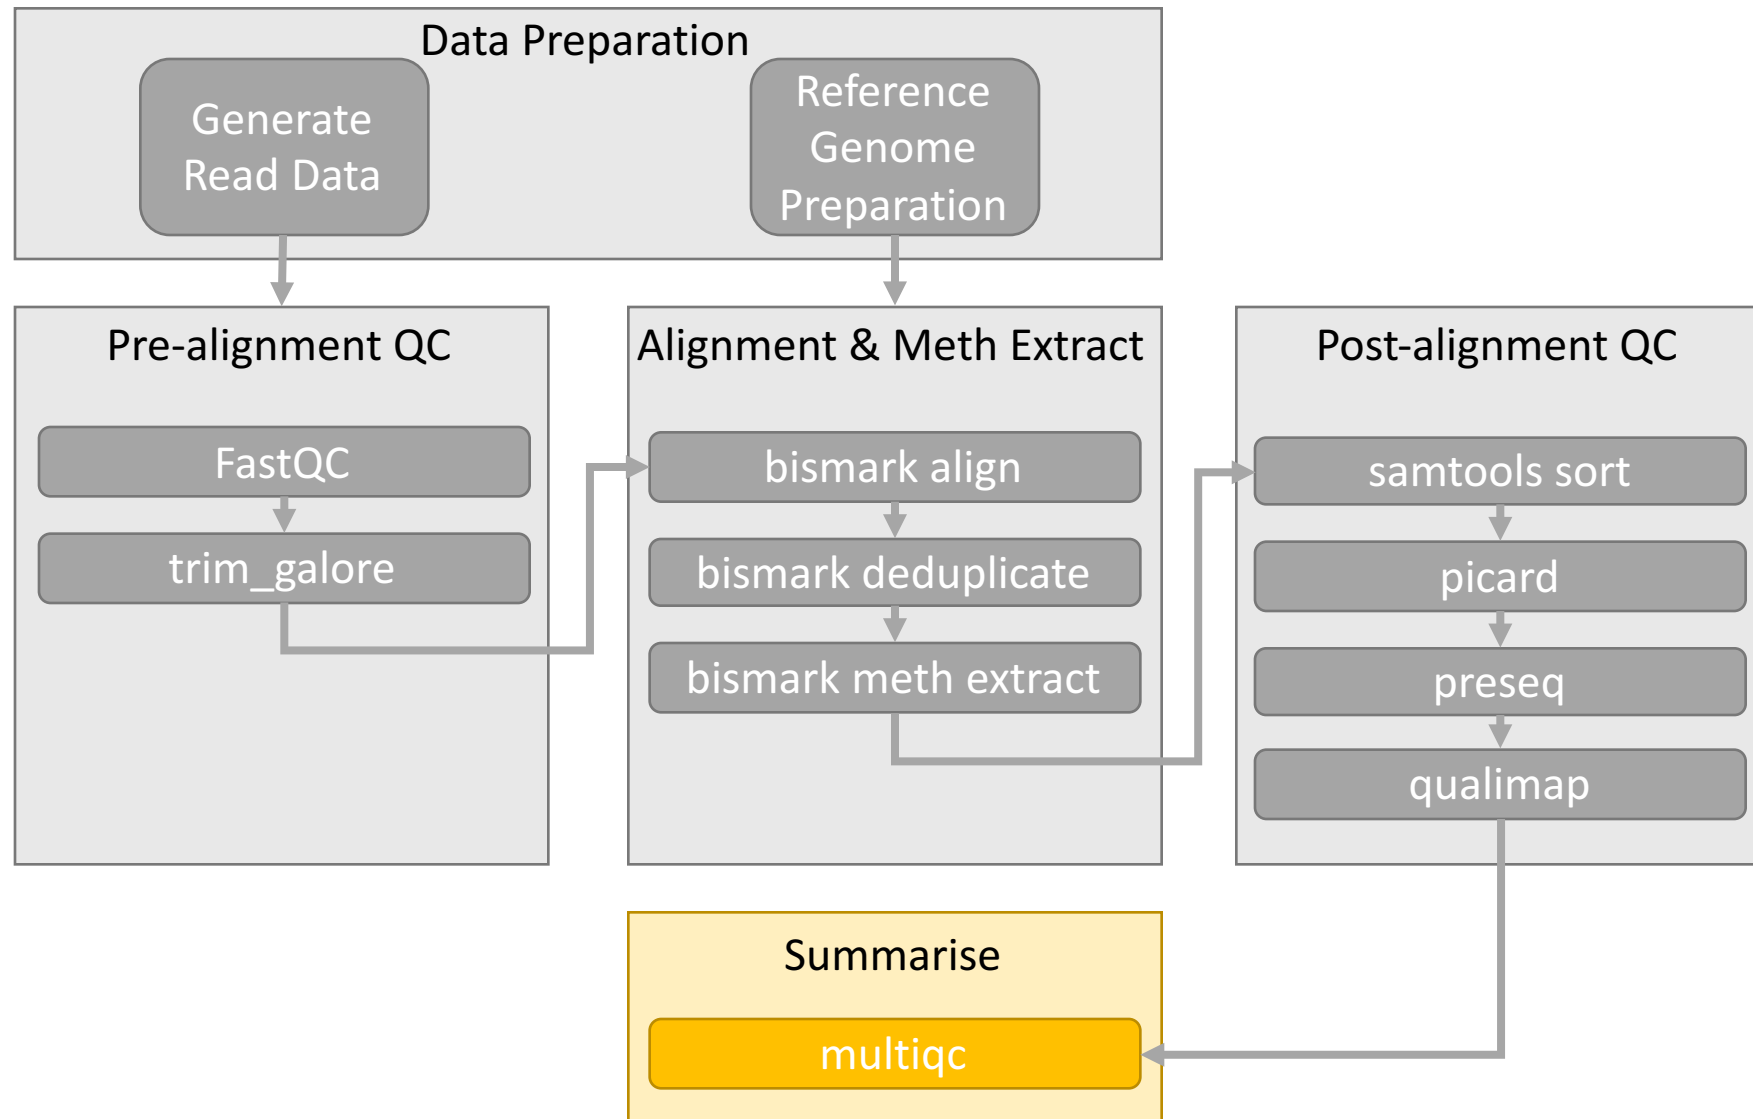 Data Preparation
Generate
Read Data
Reference
Genome
Preparation
Pre-alignment QC
FastQC
trim_galore
Alignment & Meth Extract
bismark align
bismark deduplicate
bismark meth extract
Post-alignment QC
samtools sort
picard
preseq
qualimap
Summarise
multiqc